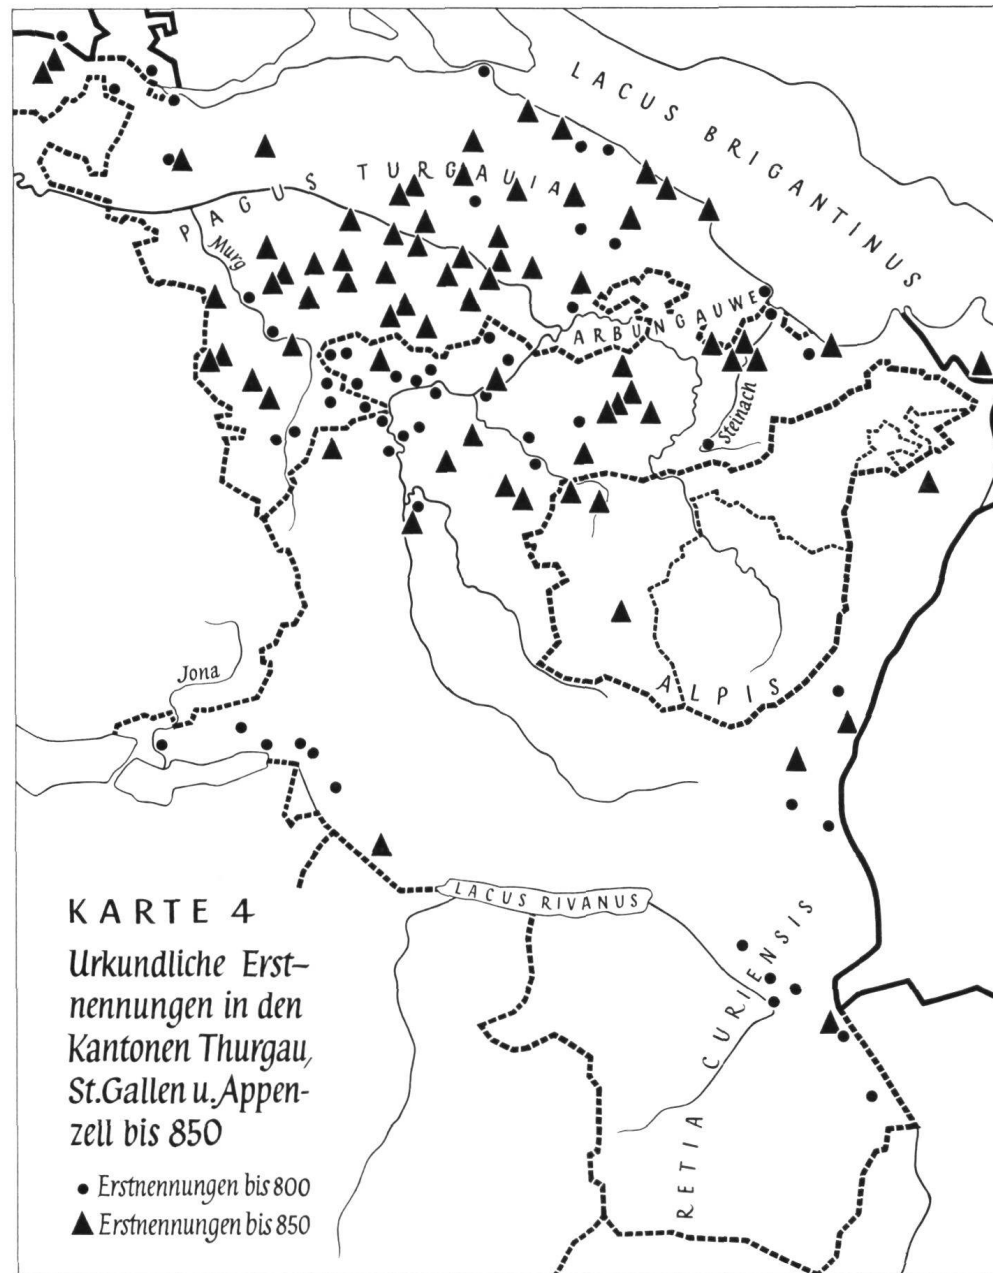 LACUS BRIGANTINUS
PAGUS TURGAUIA
Murg
ARBUNGAUWE
Steinach
Jona
ALPIS
LACUS RIVANUS
RETIA CURIENSIS
KARTE 4
Urkundliche Erst–
nennungen in den
Kantonen Thurgau,
St.Gallen u. Appen-
zell bis 850
Erstnennungen bis 800
Erstnennungen bis 850